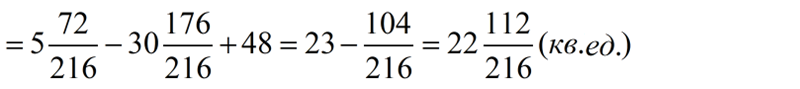 = 5 72/216 − 30 176/216 + 48 = 23 − 104/216 = 22 112/216 (кв.ед.)